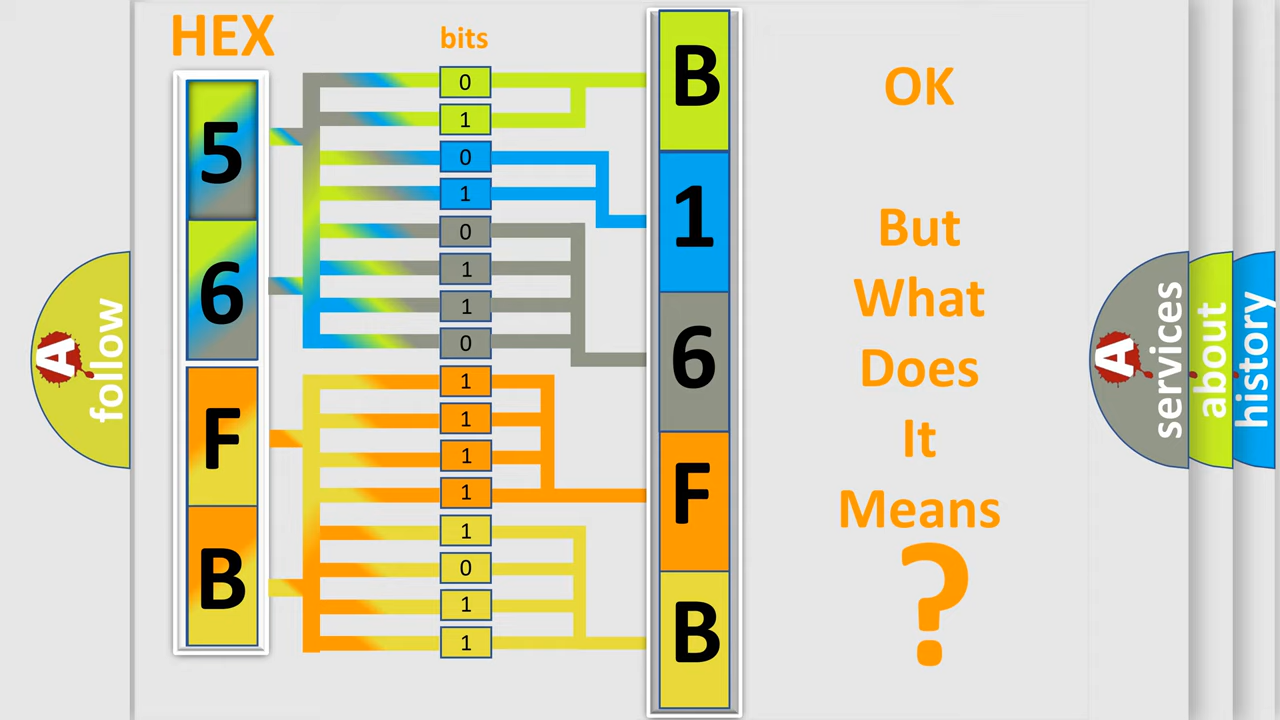 HEX
bits
5
6
F
B
0
1
0
1
0
1
1
0
1
1
1
1
1
0
1
1
B
1
6
F
B
OK
But
What
Does
It
Means
?
A
follow
A
services
about
history